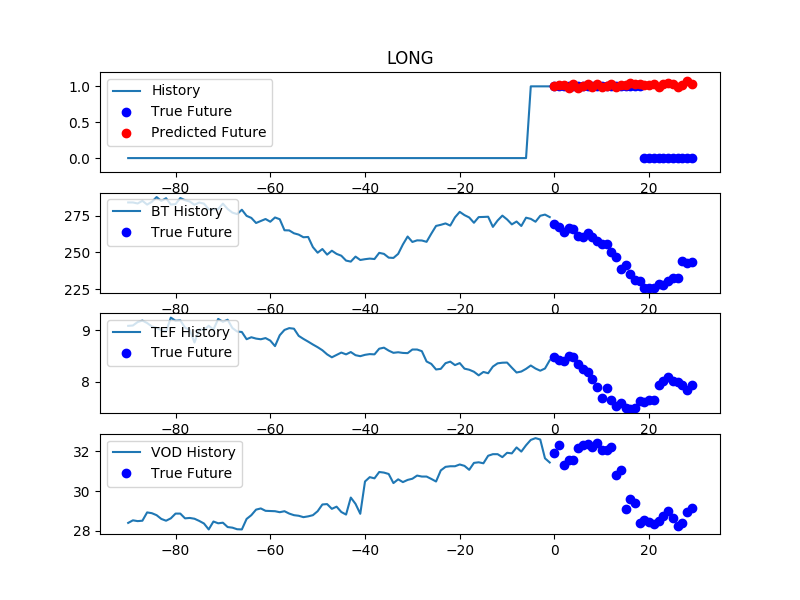 LONG
1.0
0.5
0.0
History
True Future
Predicted Future
−80 −60 −40 −20 0 20
275
250
225
BT History
True Future
−80 −60 −40 −20 0 20
9
8
TEF History
True Future
−80 −60 −40 −20 0 20
32
30
28
VOD History
True Future
−80 −60 −40 −20 0 20